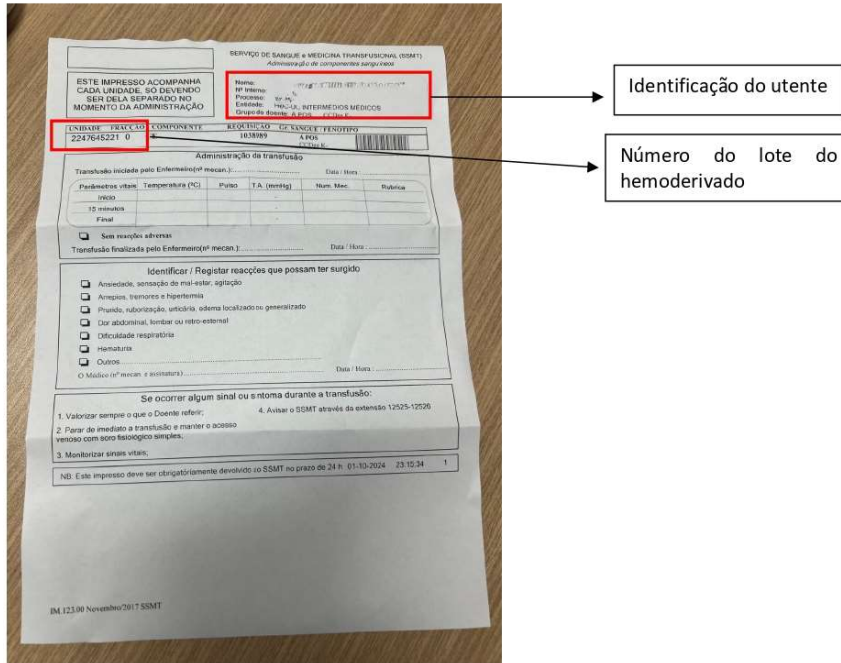 SERVIÇO DE SANGUE e MEDICINA TRANSFUSIONAL (SSMT)
Administração de componentes sanguíneos
ESTE IMPRESSO ACOMPANHA
CADA UNIDADE, SÓ DEVENDO
SER DELA SEPARADO NO
MOMENTO DA ADMINISTRAÇÃO
Nome:
Nº Interno:
Processo:
Entidade: INTERMÉDIOS MÉDICOS
Grupo do doente: A POS CCDee K-
Identificação do utente
UNIDADE FRACÇÃO COMPONENTE REQUISIÇÃO Gr. SANGUE / FENOTIPO
2247645221 0 1038989 A POS
CCDee K-
Número do lote do
hemoderivado
Administração da transfusão
Transfusão iniciada pelo Enfermeiro(nº mecan.): Data / Hora :
Parâmetros vitais Temperatura (ºC) Pulso T.A. (mmHg) Num. Mec. Rubrica
Início
15 minutos
Final
Sem reacções adversas
Transfusão finalizada pelo Enfermeiro(nº mecan.): Data / Hora :
Identificar / Registar reacções que possam ter surgido
Ansiedade, sensação de mal-estar, agitação
Arrepios, tremores e hipertermia
Prurido, ruborização, urticária, edema localizado ou generalizado
Dor abdominal, lombar ou retro-esternal
Dificuldade respiratória
Hematuria
Outros
O Médico (nº mecan. e assinatura) Data / Hora :
Se ocorrer algum sinal ou sintoma durante a transfusão:
1. Valorizar sempre o que o Doente referir;
4. Avisar o SSMT através da extensão 12525-12526
2. Parar de imediato a transfusão e manter o acesso
venoso com soro fisiológico simples;
3. Monitorizar sinais vitais;
NB: Este impresso deve ser obrigatóriamente devolvido ao SSMT no prazo de 24 h 01-10-2024 23:15:34 1
IM.123.00 Novembro/2017 SSMT